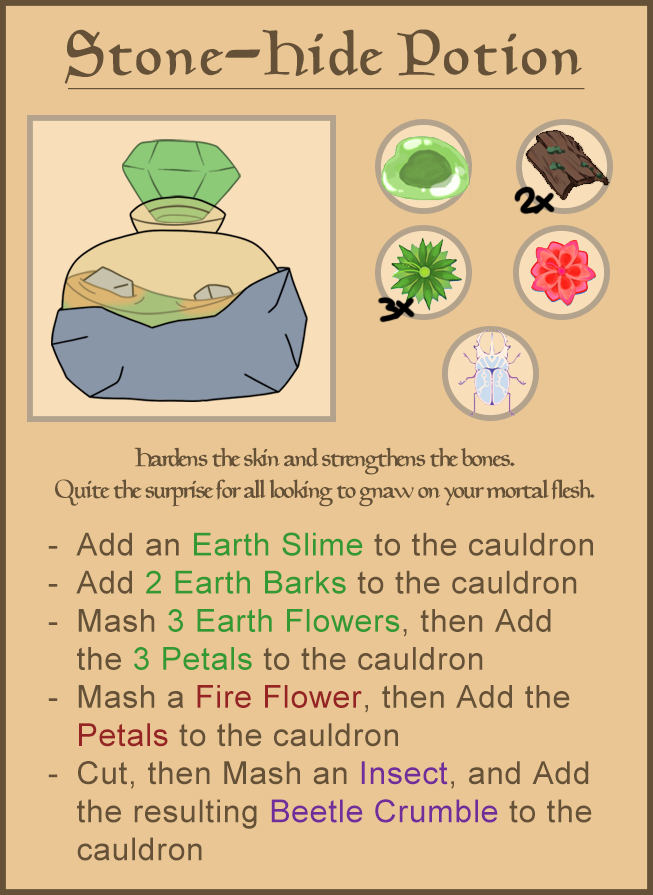 Stone-hide Potion
2x
3x
hardens the skin and strengthens the bones.
Quite the surprise for all looking to gnaw on your mortal flesh.
- Add an Earth Slime to the cauldron
- Add 2 Earth Barks to the cauldron
- Mash 3 Earth Flowers, then Add
the 3 Petals to the cauldron
- Mash a Fire Flower, then Add the
Petals to the cauldron
- Cut, then Mash an Insect, and Add
the resulting Beetle Crumble to the
cauldron